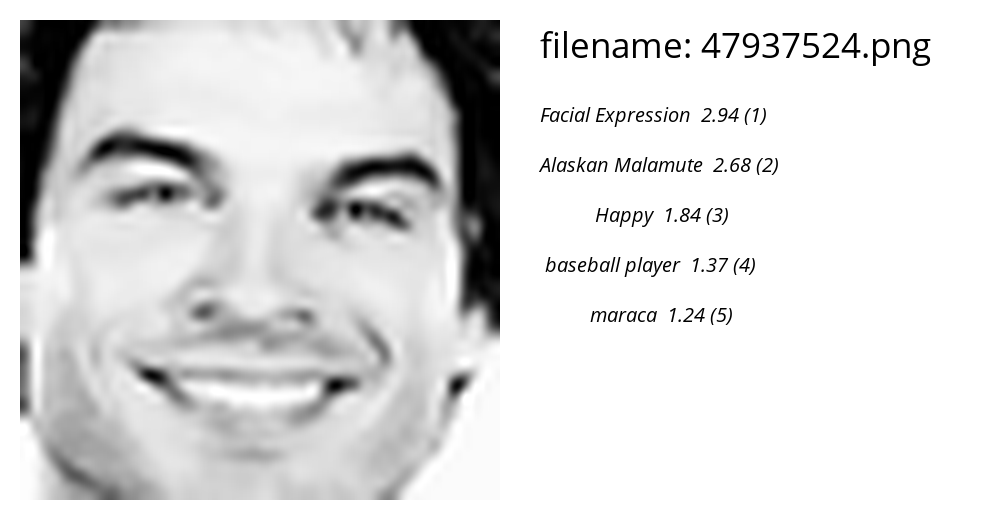 filename: 47937524.png
Facial Expression 2.94 (1)
Alaskan Malamute 2.68 (2)
Happy 1.84 (3)
baseball player 1.37 (4)
maraca 1.24 (5)